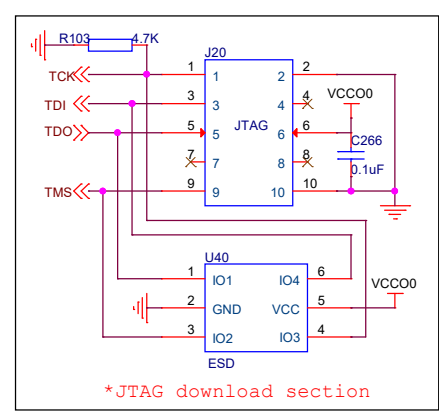 R103 4.7K
J20
TCK 1 1 2 2
VCCO0
TDI 3 3 4 4
TDO 5 5 JTAG 6 6
C266
7 7 8 8
0.1uF
TMS 9 9 10 10
U40
1 IO1 IO4 6
VCCO0
2 GND VCC 5
3 IO2 IO3 4
ESD
*JTAG download section